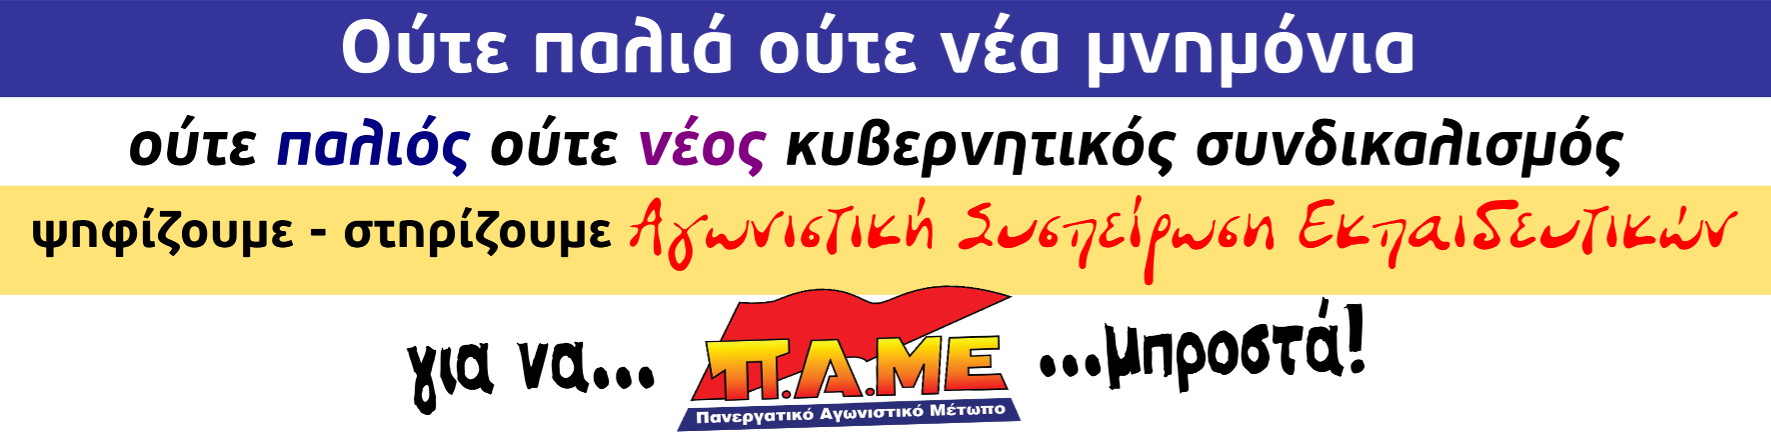 Ούτε παλιά ούτε νέα μνημόνια
ούτε παλιός ούτε νέος κυβερνητικός συνδικαλισμός
ψηφίζουμε - στηρίζουμε Αγωνιστική Συσπείρωση Εκπαιδευτικών
για να... Π.Α.ΜΕ ...μπροστά!
Πανεργατικό Αγωνιστικό Μέτωπο